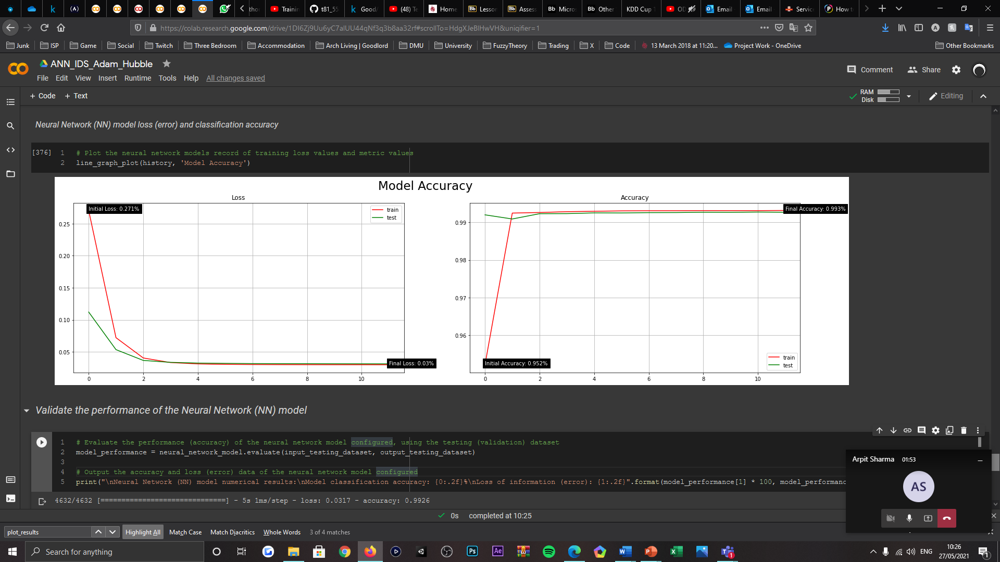 thor
Trainin
t81_55
Good/
(48) Te
Home
Lesson
Assess
Micros
Other
KDD Cup 1
OD
Email
Email
Servic
How t
https://colab.research.google.com/drive/1DI6Zj9Uu6yC7alUU44qNf3q3b8aa32rf#scrollTo=HdgXJeBlHwVH&uniqifier=1
Junk ISP Game Social Twitch Three Bedroom Accommodation Arch Living | Goodlord DMU University FuzzyTheory Trading X Code 13 March 2018 at 11:20... Project Work - OneDrive Other Bookmarks
ANN_IDS_Adam_Hubble
File Edit View Insert Runtime Tools Help All changes saved
Comment Share
+ Code + Text
RAM
Disk
Editing
Neural Network (NN) model loss (error) and classification accuracy
[376] 1 # Plot the neural network models record of training loss values and metric values
2 line_graph_plot(history, 'Model Accuracy')
Model Accuracy
Loss
Initial Loss: 0.271%
train
test
0.25
0.20
0.15
0.10
0.05
Final Loss: 0.03%
0 2 4 6 8 10
Accuracy
Final Accuracy: 0.993%
0.99
0.98
0.97
0.96
Initial Accuracy: 0.952%
train
test
0 2 4 6 8 10
Validate the performance of the Neural Network (NN) model
1 # Evaluate the performance (accuracy) of the neural network model configured, using the testing (validation) dataset
2 model_performance = neural_network_model.evaluate(input_testing_dataset, output_testing_dataset)
3
4 # Output the accuracy and loss (error) data of the neural network model configured
5 print("\nNeural Network (NN) model numerical results:\nModel classification accuracy: {0:.2f}%\nLoss of information (error): {1:.2f}".format(model_performance[1] * 100, model_performanc
4632/4632 [==============================] - 5s 1ms/step - loss: 0.0317 - accuracy: 0.9926
Arpit Sharma 01:53
AS
0s completed at 10:25
plot_results
Highlight All Match Case Match Diacritics Whole Words 3 of 4 matches
Search for anything
ENG
10:26
27/05/2021